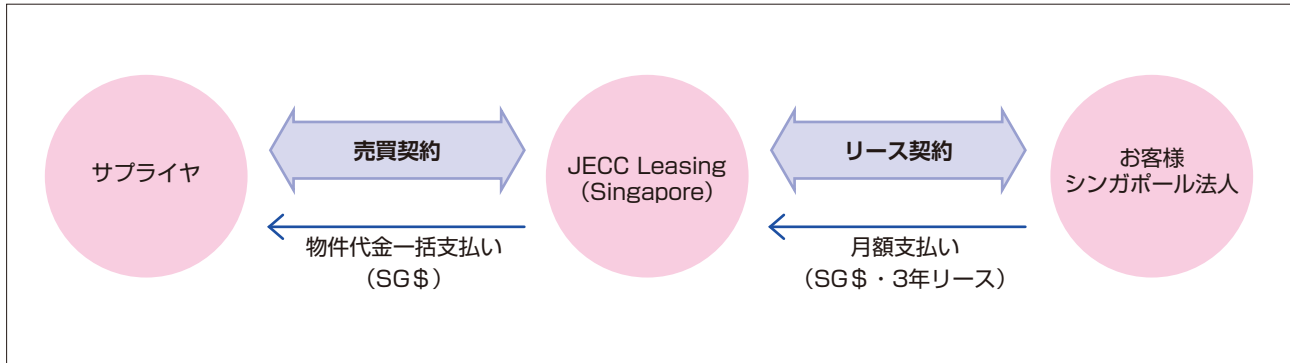 サプライヤ
売買契約
物件代金一括支払い
（SG＄）
JECC Leasing
（Singapore）
リース契約
月額支払い
（SG＄・3年リース）
お客様
シンガポール法人